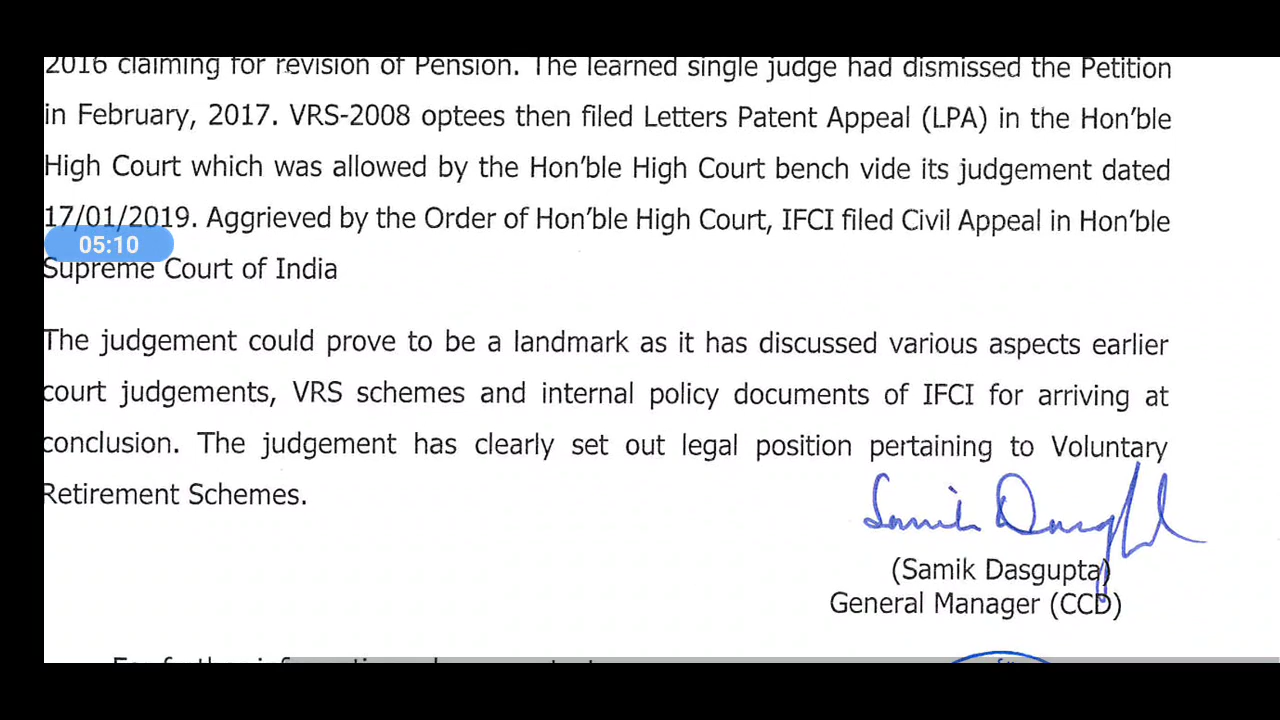 2016 claiming for revision of Pension. The learned single judge had dismissed the Petition
in February, 2017. VRS-2008 optees then filed Letters Patent Appeal (LPA) in the Hon'ble
High Court which was allowed by the Hon'ble High Court bench vide its judgement dated
17/01/2019. Aggrieved by the Order of Hon'ble High Court, IFCI filed Civil Appeal in Hon'ble
05:10
Supreme Court of India
The judgement could prove to be a landmark as it has discussed various aspects earlier
court judgements, VRS schemes and internal policy documents of IFCI for arriving at
conclusion. The judgement has clearly set out legal position pertaining to Voluntary
Retirement Schemes.
Samik Dasgupta
(Samik Dasgupta)
General Manager (CCD)